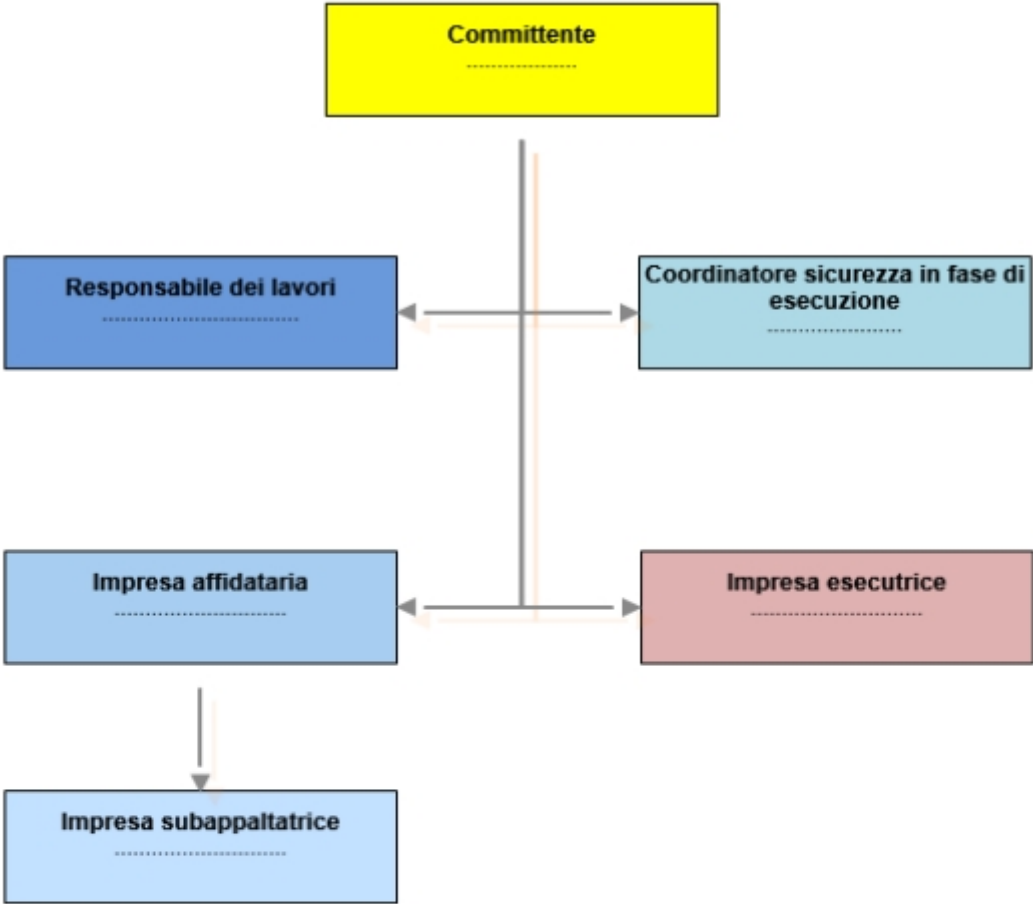 Committente
..................
Responsabile dei lavori
................................
Coordinatore sicurezza in fase di
esecuzione
......................
Impresa affidataria
............................
Impresa esecutrice
............................
Impresa subappaltatrice
............................